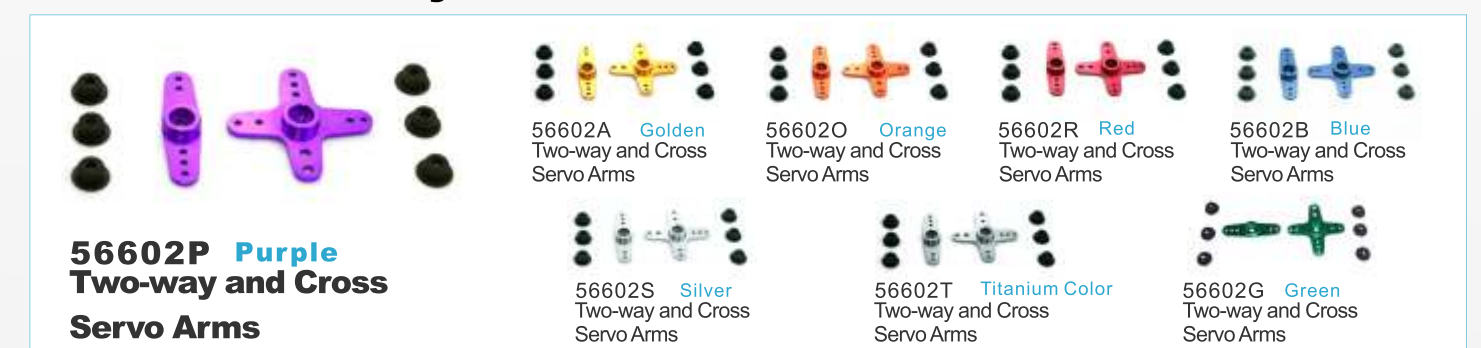 56602P Purple
Two-way and Cross
Servo Arms
56602A Golden
Two-way and Cross
Servo Arms
56602O Orange
Two-way and Cross
Servo Arms
56602R Red
Two-way and Cross
Servo Arms
56602B Blue
Two-way and Cross
Servo Arms
56602S Silver
Two-way and Cross
Servo Arms
56602T Titanium Color
Two-way and Cross
Servo Arms
56602G Green
Two-way and Cross
Servo Arms